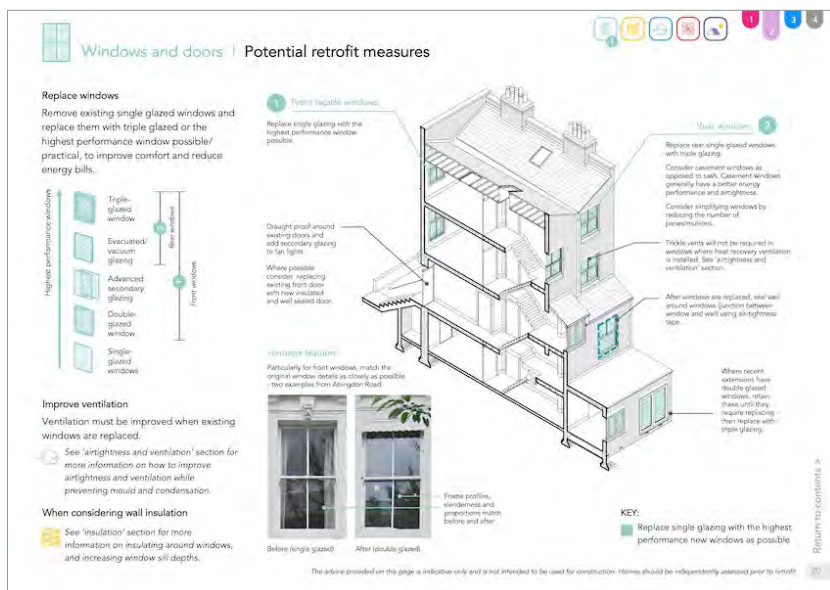 1 2 3 4
Windows and doors | Potential retrofit measures
1
Replace windows
Remove existing single glazed windows and
replace them with triple glazed or the
highest performance window possible/
practical, to improve comfort and reduce
energy bills.
Highest performance windows
Triple-
glazed
window
Evacuated/
vacuum
glazing
Advanced
secondary
glazing
Double-
glazed
window
Single-
glazed
windows
2
Rear windows
1
Front windows
Improve ventilation
Ventilation must be improved when existing
windows are replaced.
See 'airtightness and ventilation' section for
more information on how to improve
airtightness and ventilation while
preventing mould and condensation.
When considering wall insulation
See 'insulation' section for more
information on insulating around windows,
and increasing window sill depths.
1 Front façade windows
Replace single glazing with the
highest performance window
possible.
Draught proof around
existing doors and
add secondary glazing
to fan lights.
Where possible
consider replacing
existing front door
with new insulated
and well sealed door.
Heritage features
Particularly for front windows, match the
original window details as closely as possible
- two examples from Abingdon Road
Before (single glazed)
After (double glazed)
Frame profiles,
slenderness and
proportions match
before and after
Rear windows 2
Replace rear single glazed windows
with triple glazing.
Consider casement windows as
opposed to sash. Casement windows
generally have a better energy
performance and airtightness.
Consider simplifying windows by
reducing the number of
panes/mullions.
Trickle vents will not be required in
windows where heat recovery ventilation
is installed. See 'airtightness and
ventilation' section.
After windows are replaced, seal well
around windows (junction between
window and wall) using air-tightness
tape.
Where recent
extensions have
double glazed
windows, retain
these until they
require replacing
- then replace with
triple glazing.
KEY:
Replace single glazing with the highest
performance new windows as possible
Return to contents >
The advice provided on this page is indicative only and is not intended to be used for construction. Homes should be independently assessed prior to retrofit.
20